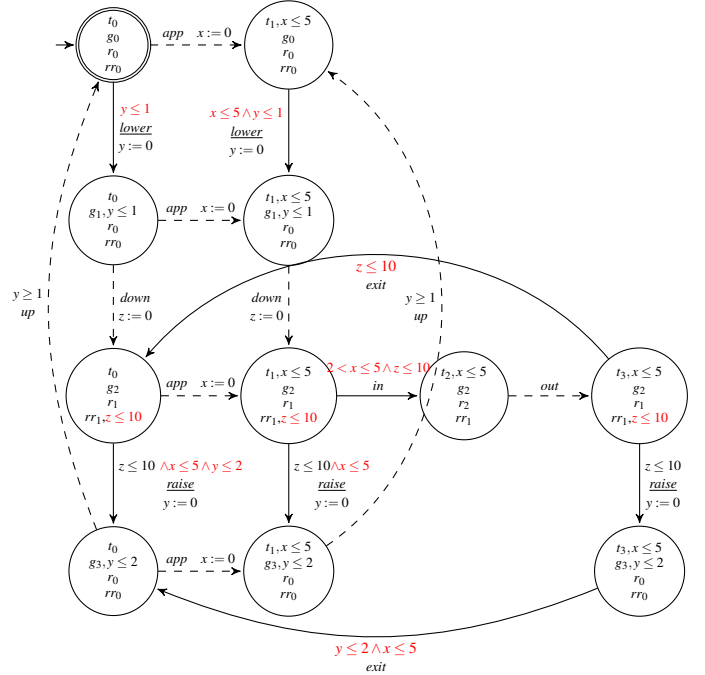 t₀
g₀
r₀
rr₀
app x := 0
t₁, x ≤ 5
g₀
r₀
rr₀
y ≤ 1
lower
y := 0
x ≤ 5 ∧ y ≤ 1
lower
y := 0
t₀
g₁, y ≤ 1
r₀
rr₀
app x := 0
t₁, x ≤ 5
g₁, y ≤ 1
r₀
rr₀
z ≤ 10
exit
y ≥ 1
up
down
z := 0
down
z := 0
y ≥ 1
up
t₀
g₂
r₁
rr₁, z ≤ 10
app x := 0
t₁, x ≤ 5
g₂
r₁
rr₁, z ≤ 10
2 < x ≤ 5 ∧ z ≤ 10
in
t₂, x ≤ 5
g₂
r₂
rr₁
out
t₃, x ≤ 5
g₂
r₁
rr₁, z ≤ 10
z ≤ 10 ∧ x ≤ 5 ∧ y ≤ 2
raise
y := 0
z ≤ 10 ∧ x ≤ 5
raise
y := 0
z ≤ 10
raise
y := 0
t₀
g₃, y ≤ 2
r₀
rr₀
app x := 0
t₁, x ≤ 5
g₃, y ≤ 2
r₀
rr₀
t₃, x ≤ 5
g₃, y ≤ 2
r₀
rr₀
y ≤ 2 ∧ x ≤ 5
exit